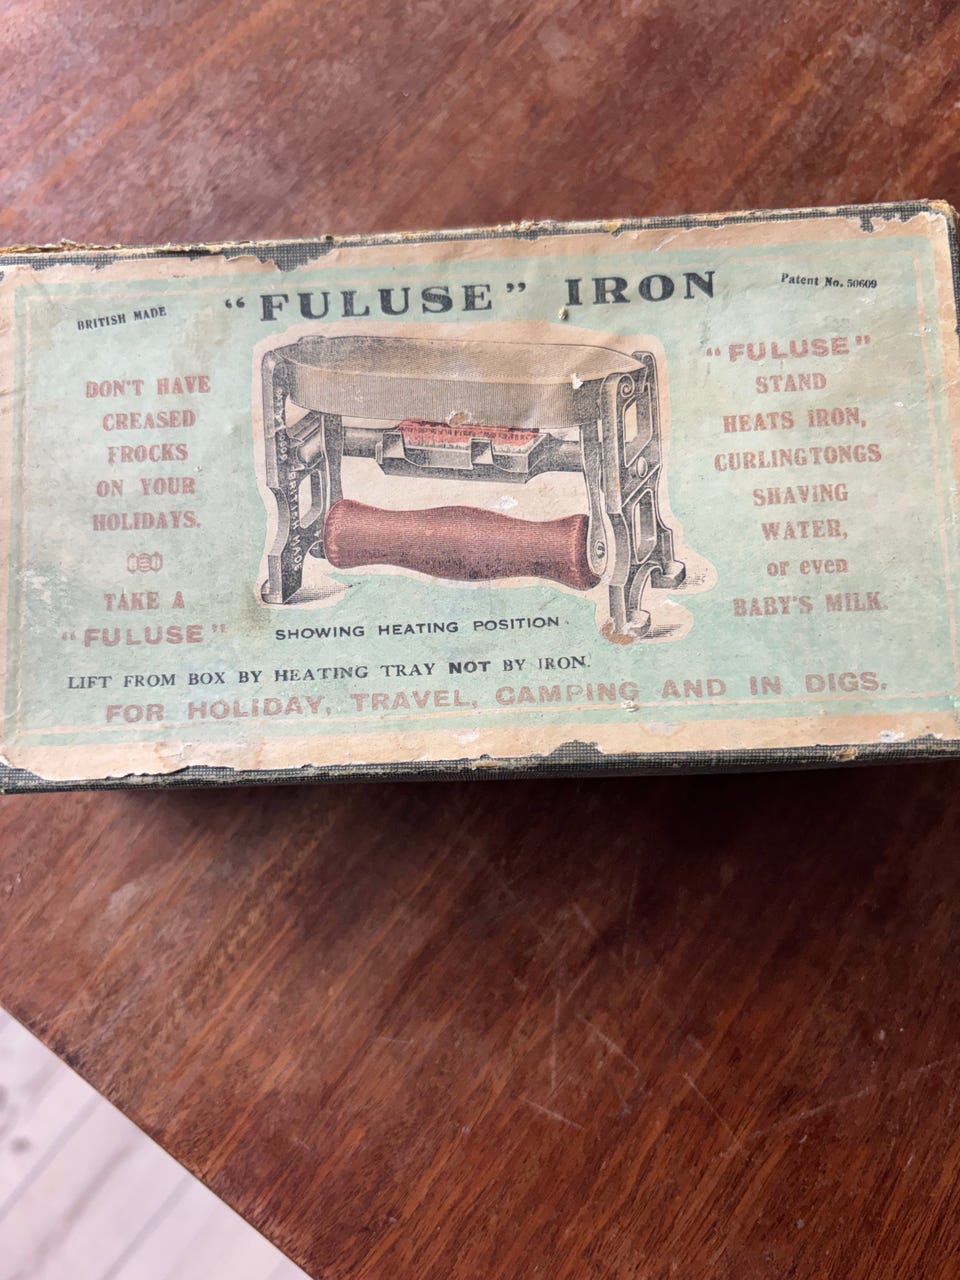 BRITISH MADE
"FULUSE" IRON
Patent No. 50609
DON'T HAVE
CREASED
FROCKS
ON YOUR
HOLIDAYS.
TAKE A
"FULUSE"
"FULUSE"
STAND
HEATS IRON,
CURLINGTONGS
SHAVING
WATER,
or even
BABY'S MILK.
SHOWING HEATING POSITION.
LIFT FROM BOX BY HEATING TRAY NOT BY IRON.
FOR HOLIDAY, TRAVEL, CAMPING AND IN DIGS.